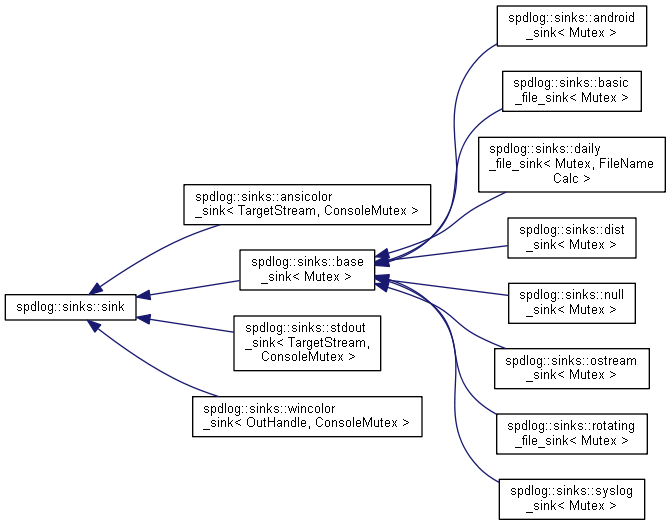 spdlog::sinks::sink
spdlog::sinks::ansicolor
_sink< TargetStream, ConsoleMutex >
spdlog::sinks::base
_sink< Mutex >
spdlog::sinks::stdout
_sink< TargetStream,
ConsoleMutex >
spdlog::sinks::wincolor
_sink< OutHandle, ConsoleMutex >
spdlog::sinks::android
_sink< Mutex >
spdlog::sinks::basic
_file_sink< Mutex >
spdlog::sinks::daily
_file_sink< Mutex, FileName
Calc >
spdlog::sinks::dist
_sink< Mutex >
spdlog::sinks::null
_sink< Mutex >
spdlog::sinks::ostream
_sink< Mutex >
spdlog::sinks::rotating
_file_sink< Mutex >
spdlog::sinks::syslog
_sink< Mutex >